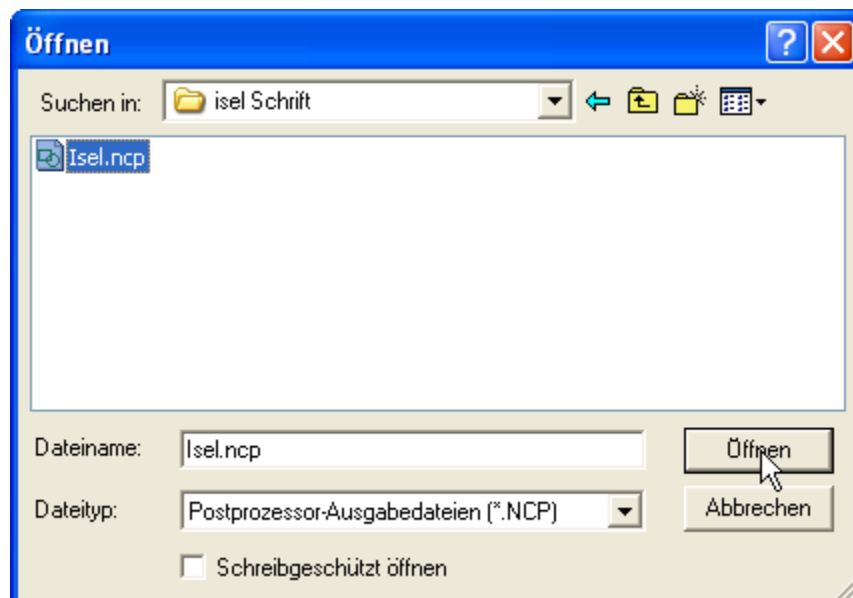 Öffnen
Suchen in: isel Schrift
Isel.ncp
Dateiname: Isel.ncp Öffnen
Dateityp: Postprozessor-Ausgabedateien (*.NCP) Abbrechen
Schreibgeschützt öffnen